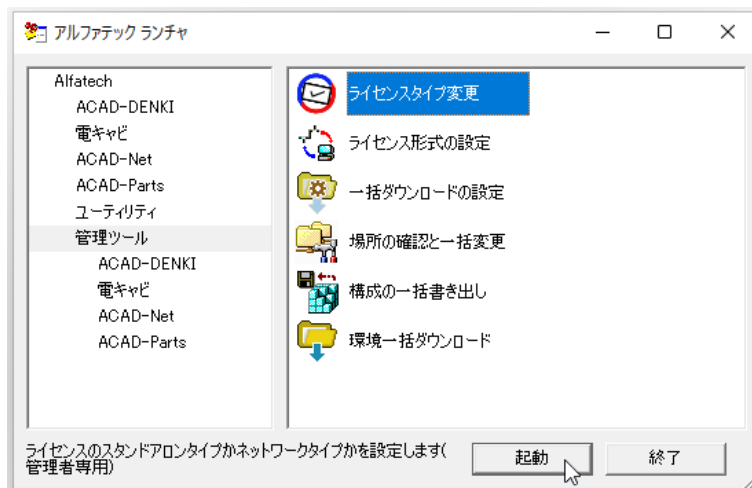 アルファテック ランチャ
Alfatech
ACAD-DENKI
電キャビ
ACAD-Net
ACAD-Parts
ユーティリティ
管理ツール
ACAD-DENKI
電キャビ
ACAD-Net
ACAD-Parts
ライセンスタイプ変更
ライセンス形式の設定
一括ダウンロードの設定
場所の確認と一括変更
構成の一括書き出し
環境一括ダウンロード
ライセンスのスタンドアロンタイプかネットワークタイプかを設定します(
管理者専用)
起動
終了